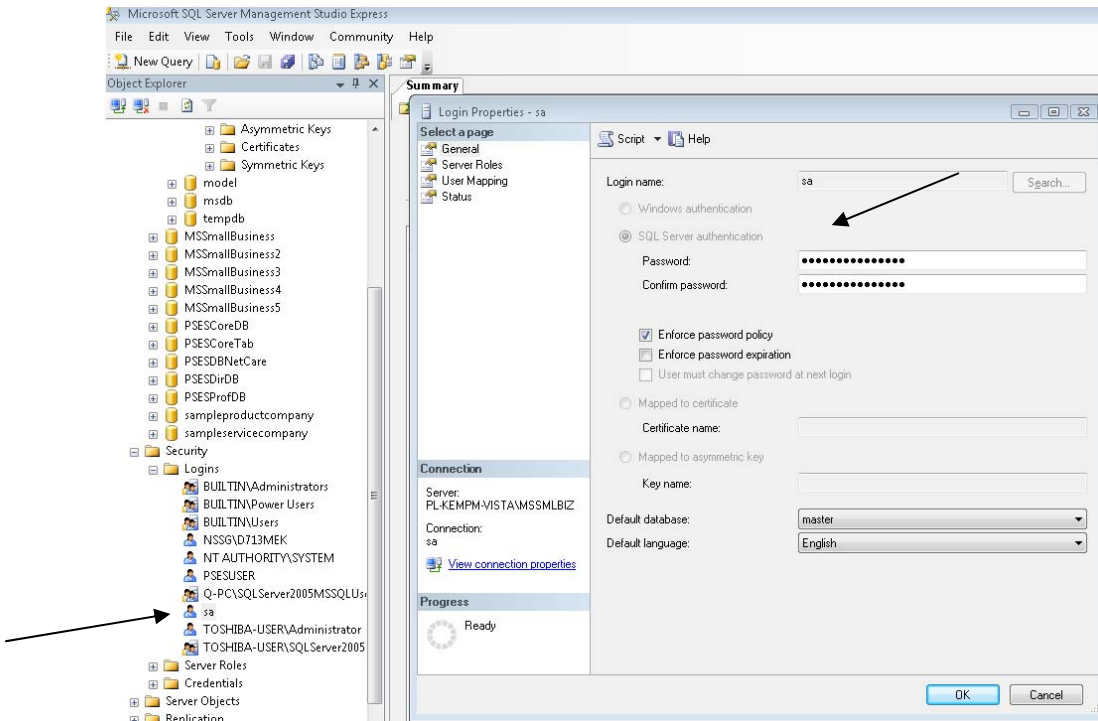 Microsoft SQL Server Management Studio Express
File Edit View Tools Window Community Help
New Query
Object Explorer
Asymmetric Keys
Certificates
Symmetric Keys
model
msdb
tempdb
MSSmallBusiness
MSSmallBusiness2
MSSmallBusiness3
MSSmallBusiness4
MSSmallBusiness5
PSESCoreDB
PSESCoreTab
PSESDBNetCare
PSESDirDB
PSESProfDB
sampleproductcompany
sampleservicecompany
Security
Logins
BUILTIN\Administrators
BUILTIN\Power Users
BUILTIN\Users
NSSG\D713MEK
NT AUTHORITY\SYSTEM
PSESUSER
Q-PC\SQLServer2005MSSQLUs
sa
TOSHIBA-USER\Administrator
TOSHIBA-USER\SQLServer2005
Server Roles
Credentials
Server Objects
Replication
Summary
Login Properties - sa
Select a page
General
Server Roles
User Mapping
Status
Connection
Server:
PL-KEMPM-VISTA\MSSMLBIZ
Connection:
sa
View connection properties
Progress
Ready
Script Help
Login name: sa Search...
Windows authentication
SQL Server authentication
Password: ●●●●●●●●●●●●●●●
Confirm password: ●●●●●●●●●●●●●●●
Enforce password policy
Enforce password expiration
User must change password at next login
Mapped to certificate
Certificate name:
Mapped to asymmetric key
Key name:
Default database: master
Default language: English
OK Cancel